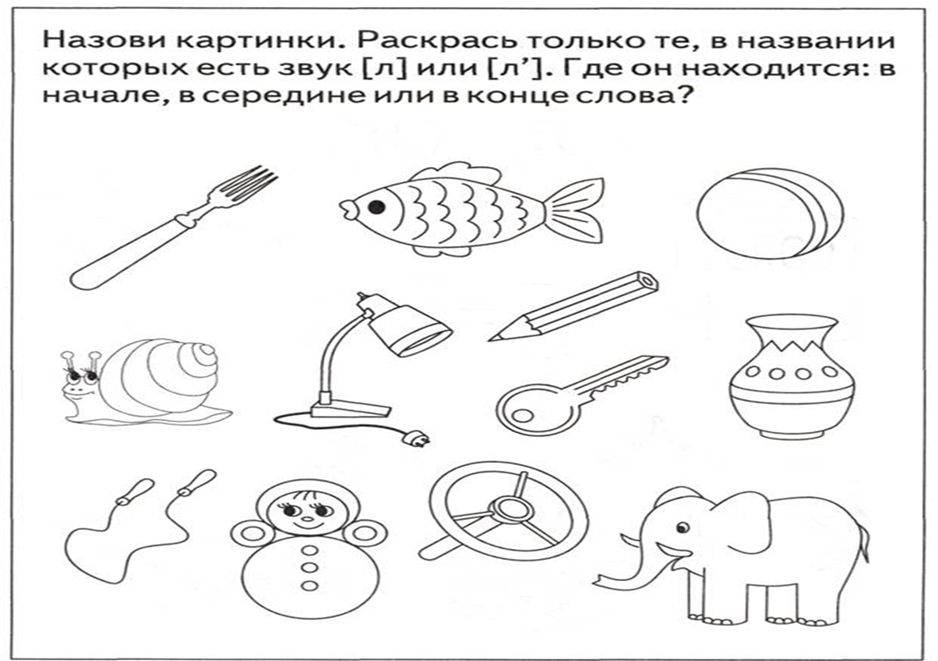 Назови картинки. Раскрась только те, в названии
которых есть звук [л] или [л’]. Где он находится: в
начале, в середине или в конце слова?